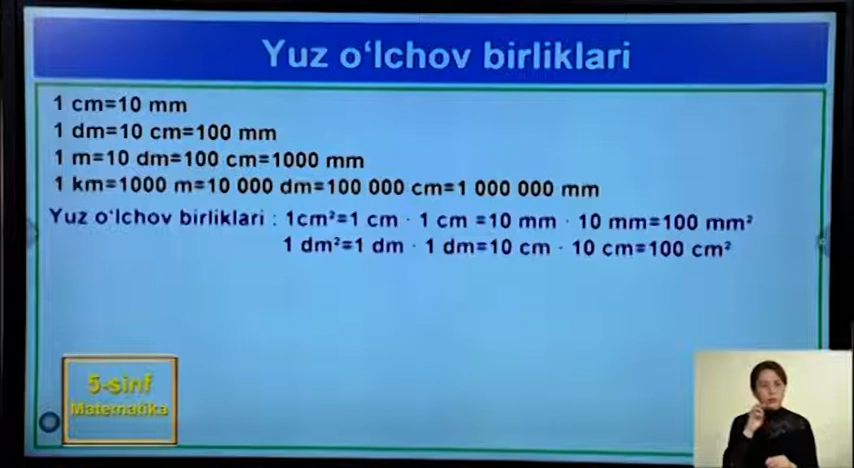 Yuz o‘lchov birliklari
1 cm=10 mm
1 dm=10 cm=100 mm
1 m=10 dm=100 cm=1000 mm
1 km=1000 m=10 000 dm=100 000 cm=1 000 000 mm
Yuz o‘lchov birliklari : 1cm²=1 cm · 1 cm =10 mm · 10 mm=100 mm²
1 dm²=1 dm · 1 dm=10 cm · 10 cm=100 cm²
5-sinf
Matematika